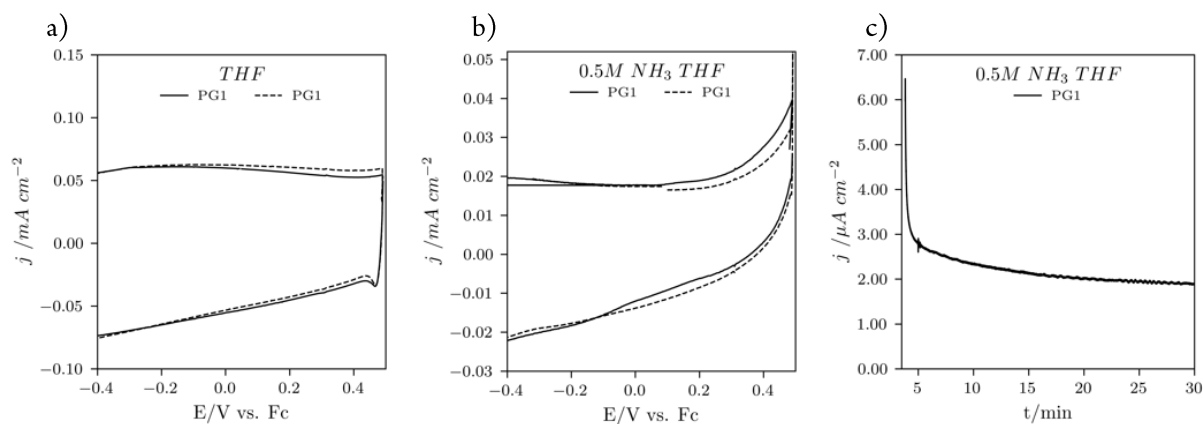 a)
THF
PG1 PG1
0.15
0.10
0.05
0.00
−0.05
−0.10
j /mA cm−2
−0.4 −0.2 0.0 0.2 0.4
E/V vs. Fc
b)
0.5M NH3 THF
PG1 PG1
0.05
0.04
0.03
0.02
0.01
0.00
−0.01
−0.02
−0.03
j /mA cm−2
−0.4 −0.2 0.0 0.2 0.4
E/V vs. Fc
c)
0.5M NH3 THF
PG1
7.00
6.00
5.00
4.00
3.00
2.00
1.00
0.00
j /μA cm−2
5 10 15 20 25 30
t/min